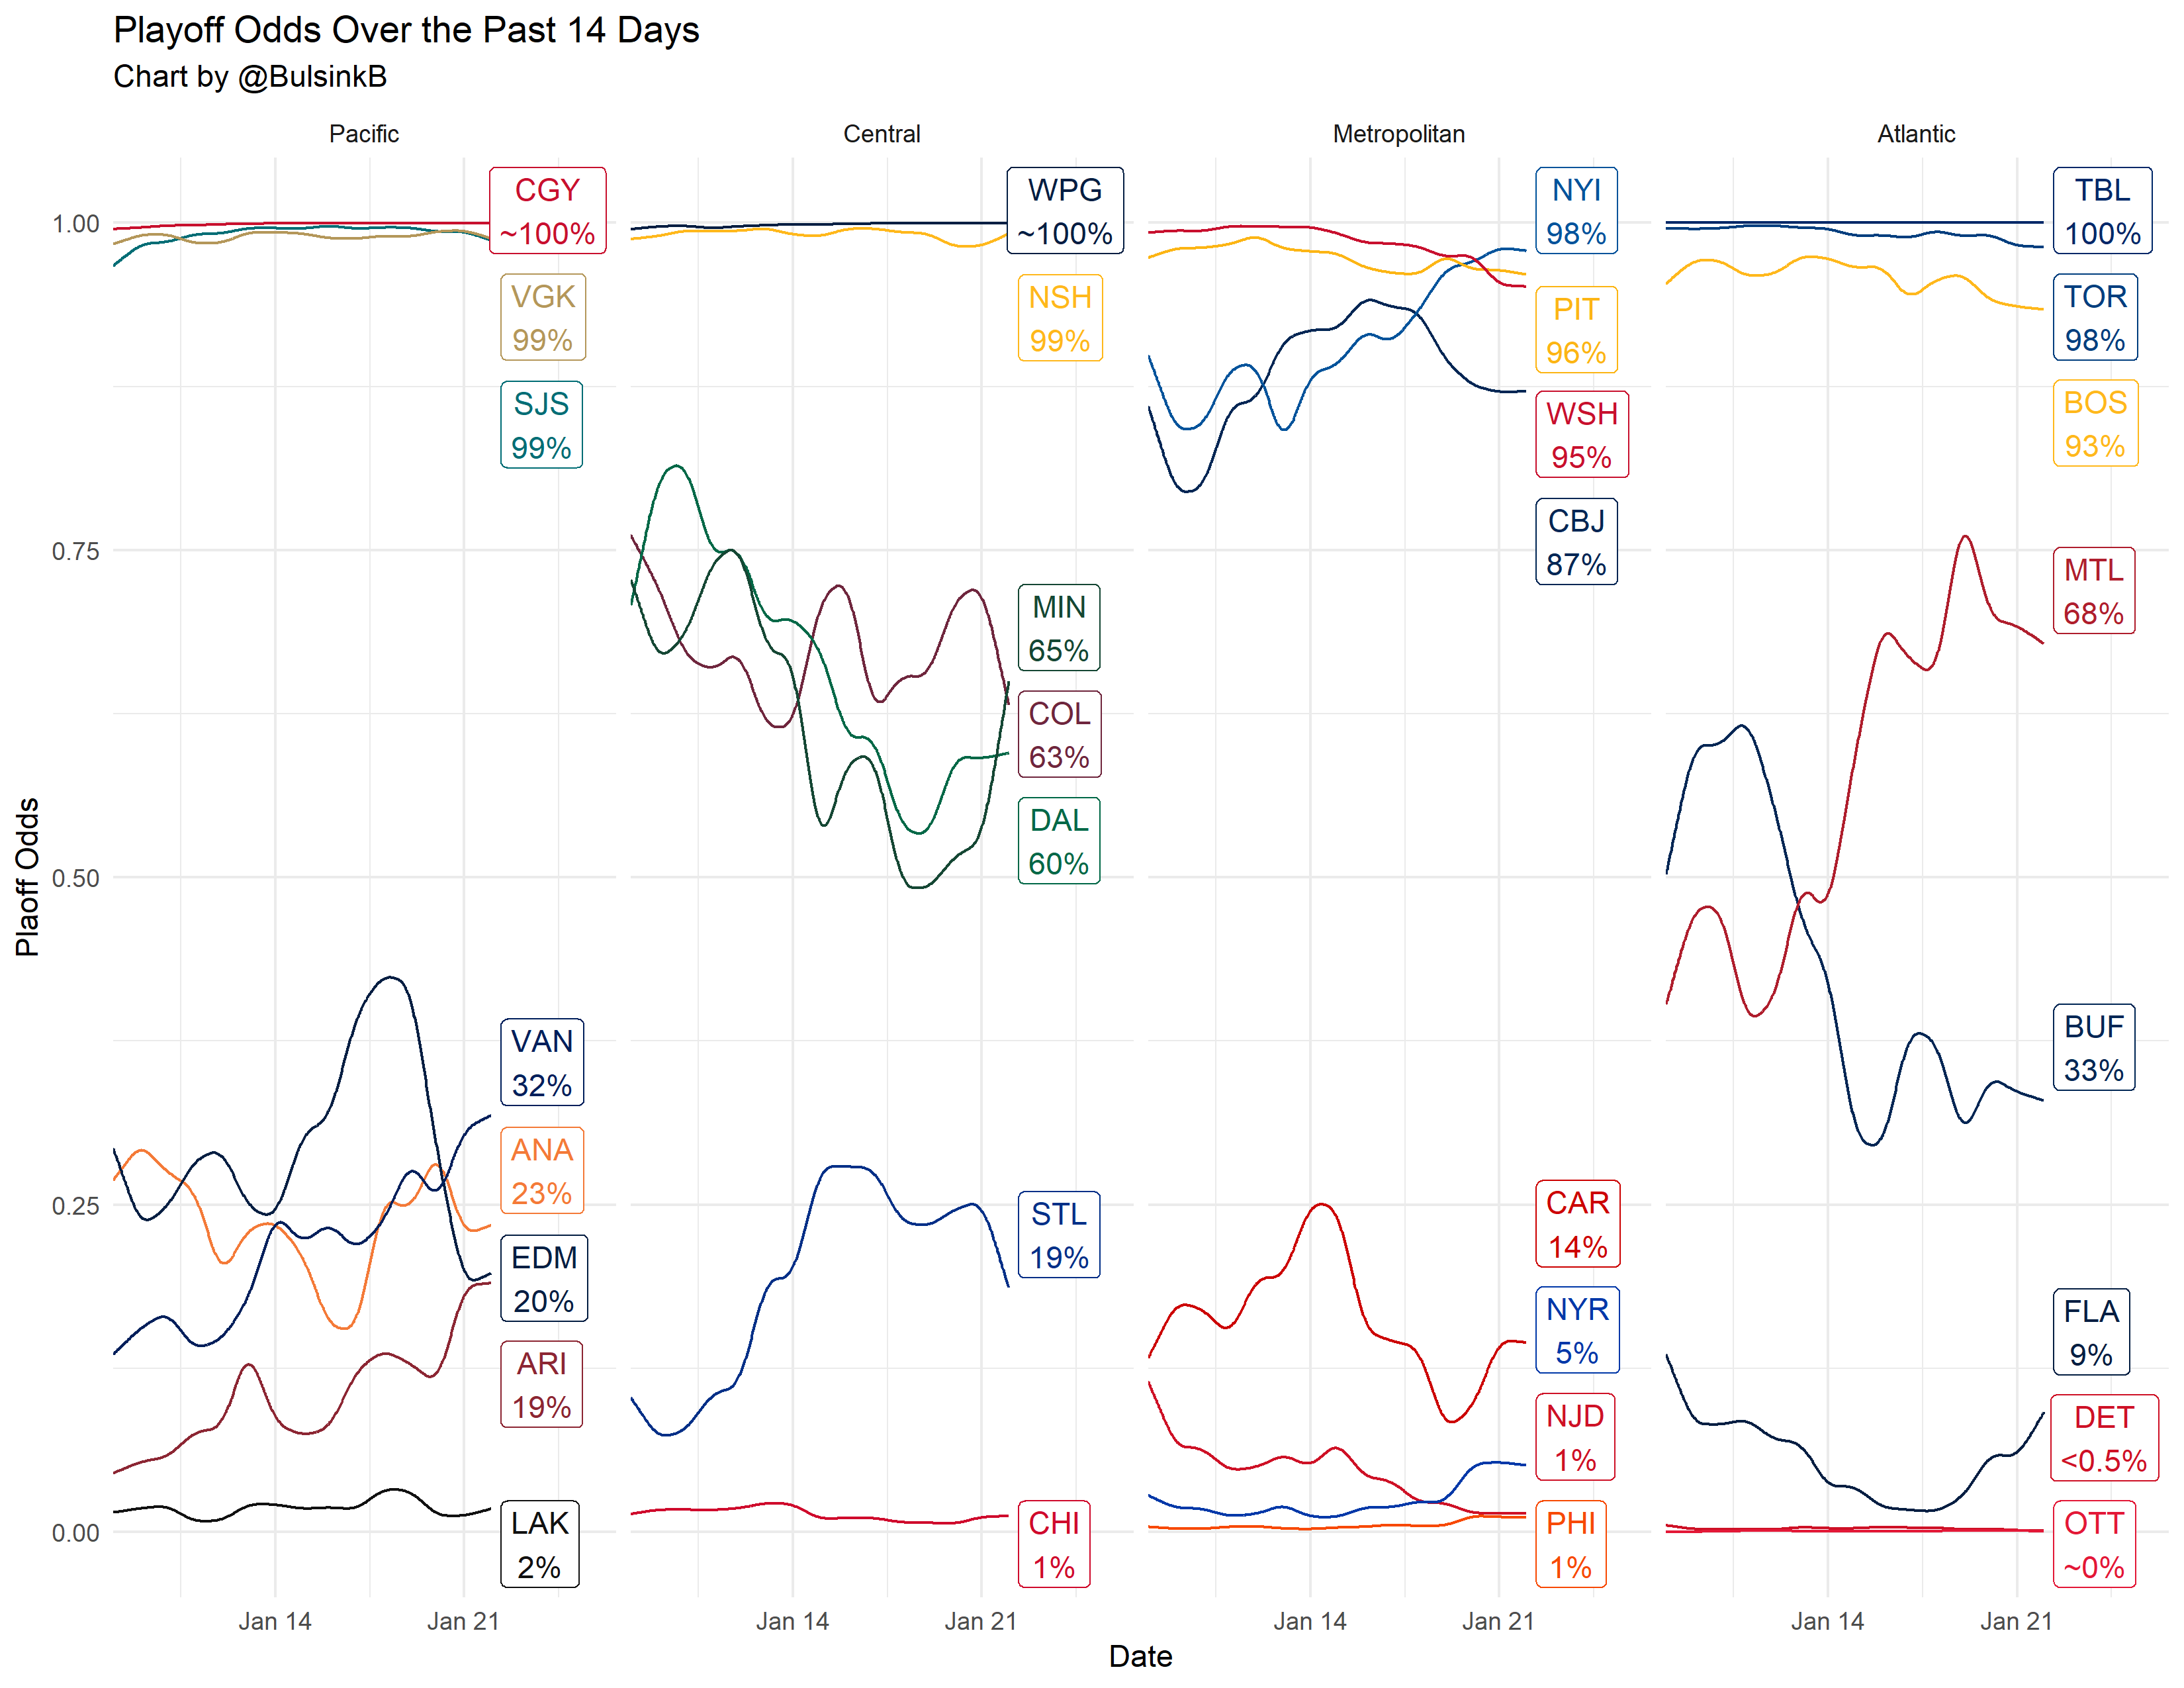 Playoff Odds Over the Past 14 Days
Chart by @BulsinkB
Pacific
Central
Metropolitan
Atlantic
Plaoff Odds
1.00
0.75
0.50
0.25
0.00
CGY
~100%
VGK
99%
SJS
99%
VAN
32%
ANA
23%
EDM
20%
ARI
19%
LAK
2%
WPG
~100%
NSH
99%
MIN
65%
COL
63%
DAL
60%
STL
19%
CHI
1%
NYI
98%
PIT
96%
WSH
95%
CBJ
87%
CAR
14%
NYR
5%
NJD
1%
PHI
1%
TBL
100%
TOR
98%
BOS
93%
MTL
68%
BUF
33%
FLA
9%
DET
<0.5%
OTT
~0%
Jan 14
Jan 21
Jan 14
Jan 21
Jan 14
Jan 21
Jan 14
Jan 21
Date